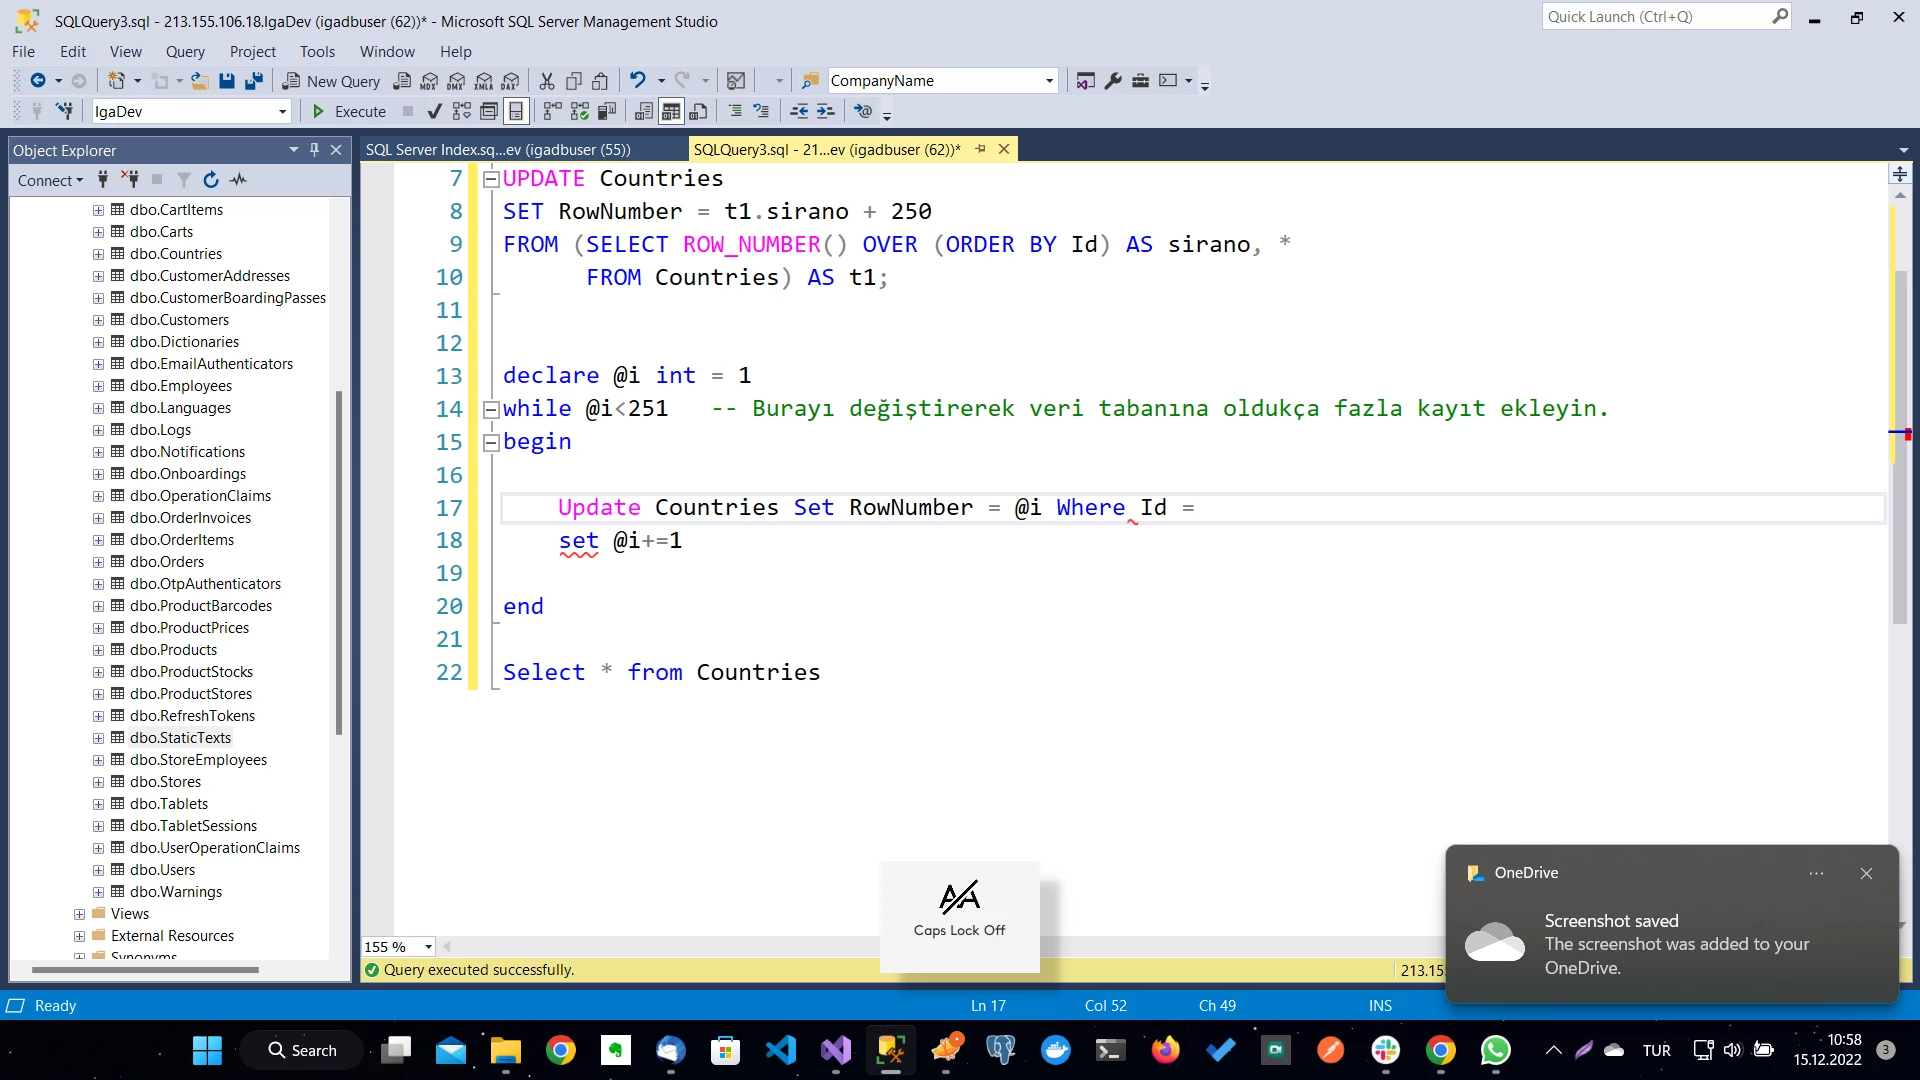 SQLQuery3.sql - 213.155.106.18.IgaDev (igadbuser (62))* - Microsoft SQL Server Management Studio
Quick Launch (Ctrl+Q)
File Edit View Query Project Tools Window Help
New Query MDX DMX XMLA DAX CompanyName
IgaDev Execute
Object Explorer
SQL Server Index.sq...ev (igadbuser (55))
SQLQuery3.sql - 21...ev (igadbuser (62))*
Connect
dbo.CartItems
dbo.Carts
dbo.Countries
dbo.CustomerAddresses
dbo.CustomerBoardingPasses
dbo.Customers
dbo.Dictionaries
dbo.EmailAuthenticators
dbo.Employees
dbo.Languages
dbo.Logs
dbo.Notifications
dbo.Onboardings
dbo.OperationClaims
dbo.OrderInvoices
dbo.OrderItems
dbo.Orders
dbo.OtpAuthenticators
dbo.ProductBarcodes
dbo.ProductPrices
dbo.Products
dbo.ProductStocks
dbo.ProductStores
dbo.RefreshTokens
dbo.StaticTexts
dbo.StoreEmployees
dbo.Stores
dbo.Tablets
dbo.TabletSessions
dbo.UserOperationClaims
dbo.Users
dbo.Warnings
Views
External Resources
Synonyms
7 UPDATE Countries
8 SET RowNumber = t1.sirano + 250
9 FROM (SELECT ROW_NUMBER() OVER (ORDER BY Id) AS sirano, *
10 FROM Countries) AS t1;
11
12
13 declare @i int = 1
14 while @i<251 -- Burayı değiştirerek veri tabanına oldukça fazla kayıt ekleyin.
15 begin
16
17 Update Countries Set RowNumber = @i Where Id =
18 set @i+=1
19
20 end
21
22 Select * from Countries
155 %
Query executed successfully.
213.15
Caps Lock Off
OneDrive
Screenshot saved
The screenshot was added to your
OneDrive.
Ready Ln 17 Col 52 Ch 49 INS
Search
TUR
10:58
15.12.2022
3